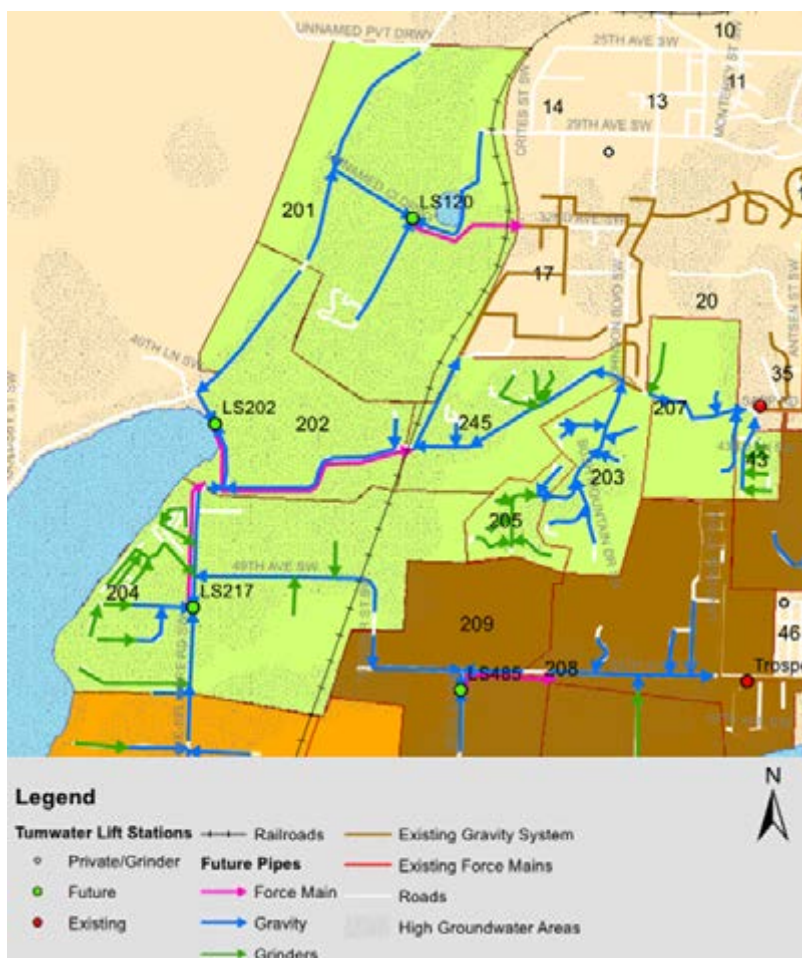 UNNAMED PVT DRWY
10
25TH AVE SW
14
13
11
29TH AVE SW
201
LS120
17
20
40TH LN SW
35
LS202
202
245
207
203
43
205
49TH AVE SW
204
LS217
209
46
208
LS485
Trospe
Legend
N
Tumwater Lift Stations
Private/Grinder
Future
Existing
Railroads
Future Pipes
Force Main
Gravity
Grinders
Existing Gravity System
Existing Force Mains
Roads
High Groundwater Areas